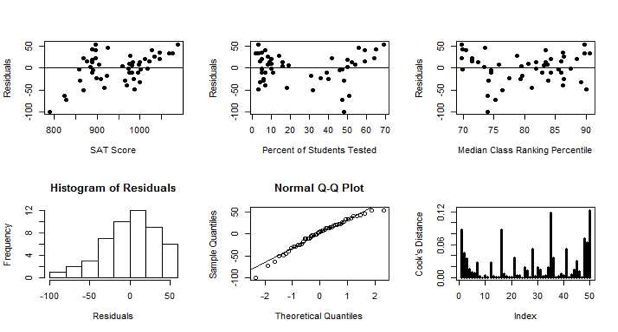 Residuals
50
0
-50
-100
800
900
1000
SAT Score
Residuals
50
0
-50
-100
0 10 20 30 40 50 60 70
Percent of Students Tested
Residuals
50
0
-50
-100
70 75 80 85 90
Median Class Ranking Percentile
Histogram of Residuals
Frequency
12
8
4
0
-100 -50 0 50
Residuals
Normal Q-Q Plot
Sample Quantiles
50
0
-50
-100
-2 -1 0 1 2
Theoretical Quantiles
Cook's Distance
0.12
0.06
0.00
0 10 20 30 40 50
Index